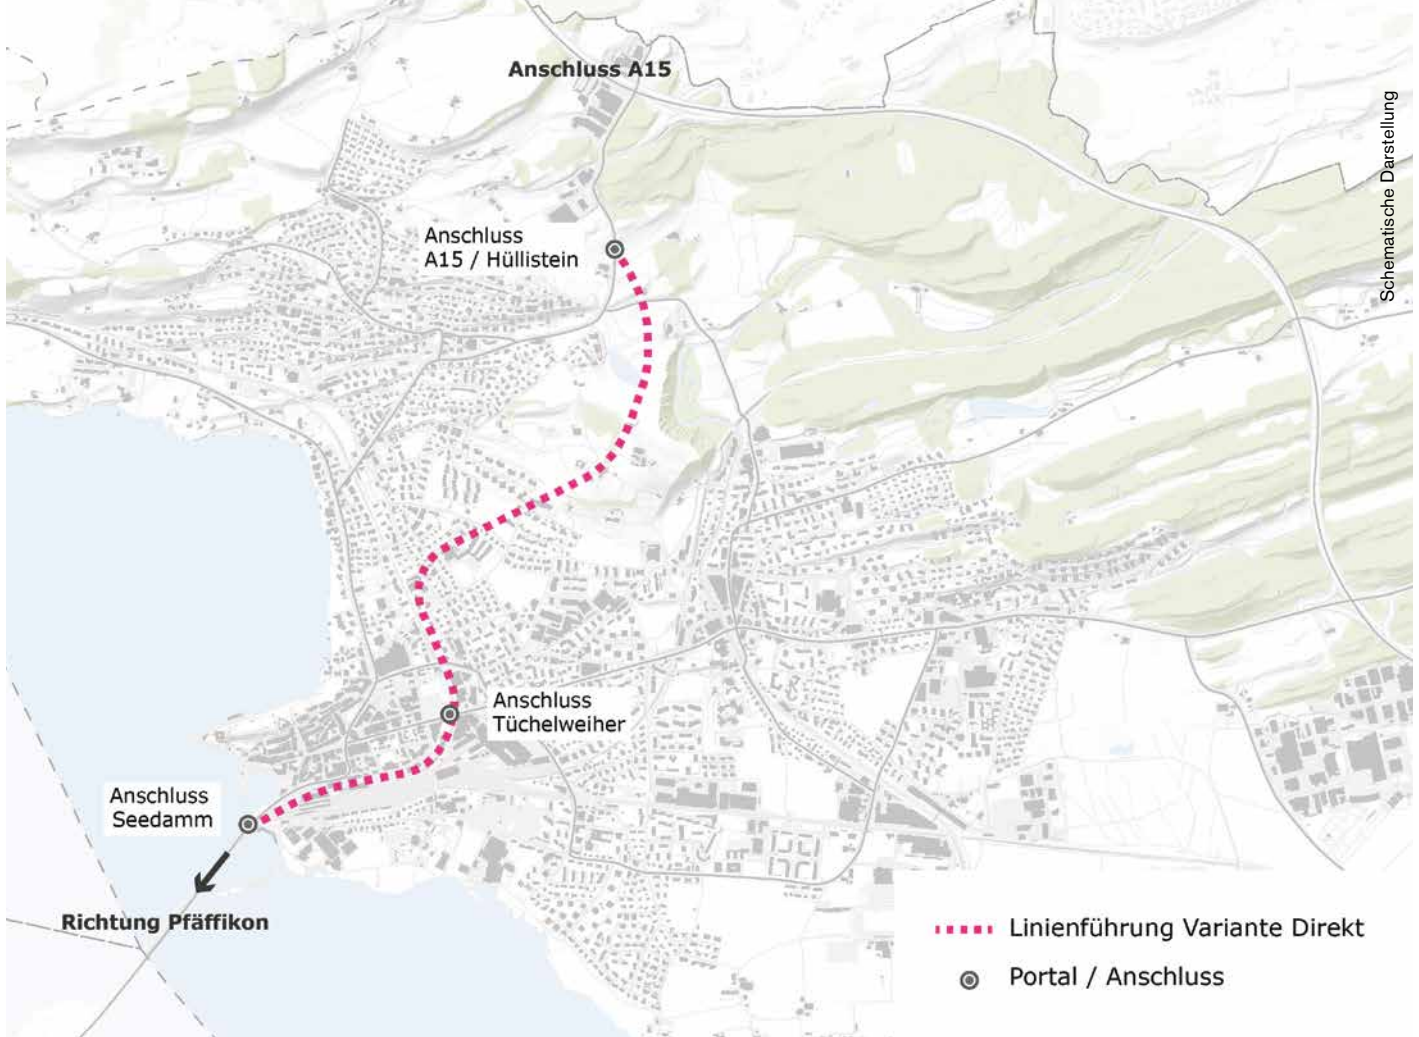 Anschluss A15
Schematische Darstellung
Anschluss
A15 / Hüllistein
Anschluss
Tüchelweiher
Anschluss
Seedamm
Richtung Pfäffikon
Linienführung Variante Direkt
Portal / Anschluss